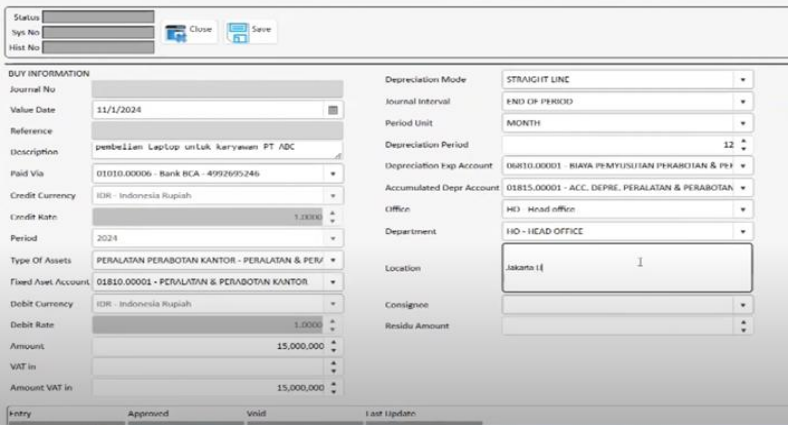 Status
Sys No
Hist No
Close
Save
BUY INFORMATION
Journal No
Value Date 11/1/2024
Reference
Description pembelian Laptop untuk karyawan PT ABC
Paid Via 01010.00006 - Bank BCA - 4992695246
Credit Currency IDR - Indonesia Rupiah
Credit Rate 1.0000
Period 2024
Type Of Assets PERALATAN PERABOTAN KANTOR - PERALATAN & PERA
Fixed Aset Account 01810.00001 - PERALATAN & PERABOTAN KANTOR
Debit Currency IDR - Indonesia Rupiah
Debit Rate 1.0000
Amount 15,000,000
VAT in
Amount VAT in 15,000,000
Depreciation Mode STRAIGHT LINE
Journal Interval END OF PERIOD
Period Unit MONTH
Depreciation Period 12
Depreciation Exp Account 06810.00001 - BIAYA PEMYUSUTAN PERABOTAN & PE
Accumulated Depr Account 01815.00001 - ACC. DEPRE. PERALATAN & PERABOTAN
Office HO - Head office
Department HO - HEAD OFFICE
Location Jakarta
Consignee
Residu Amount
Entry Approved Void Last Update